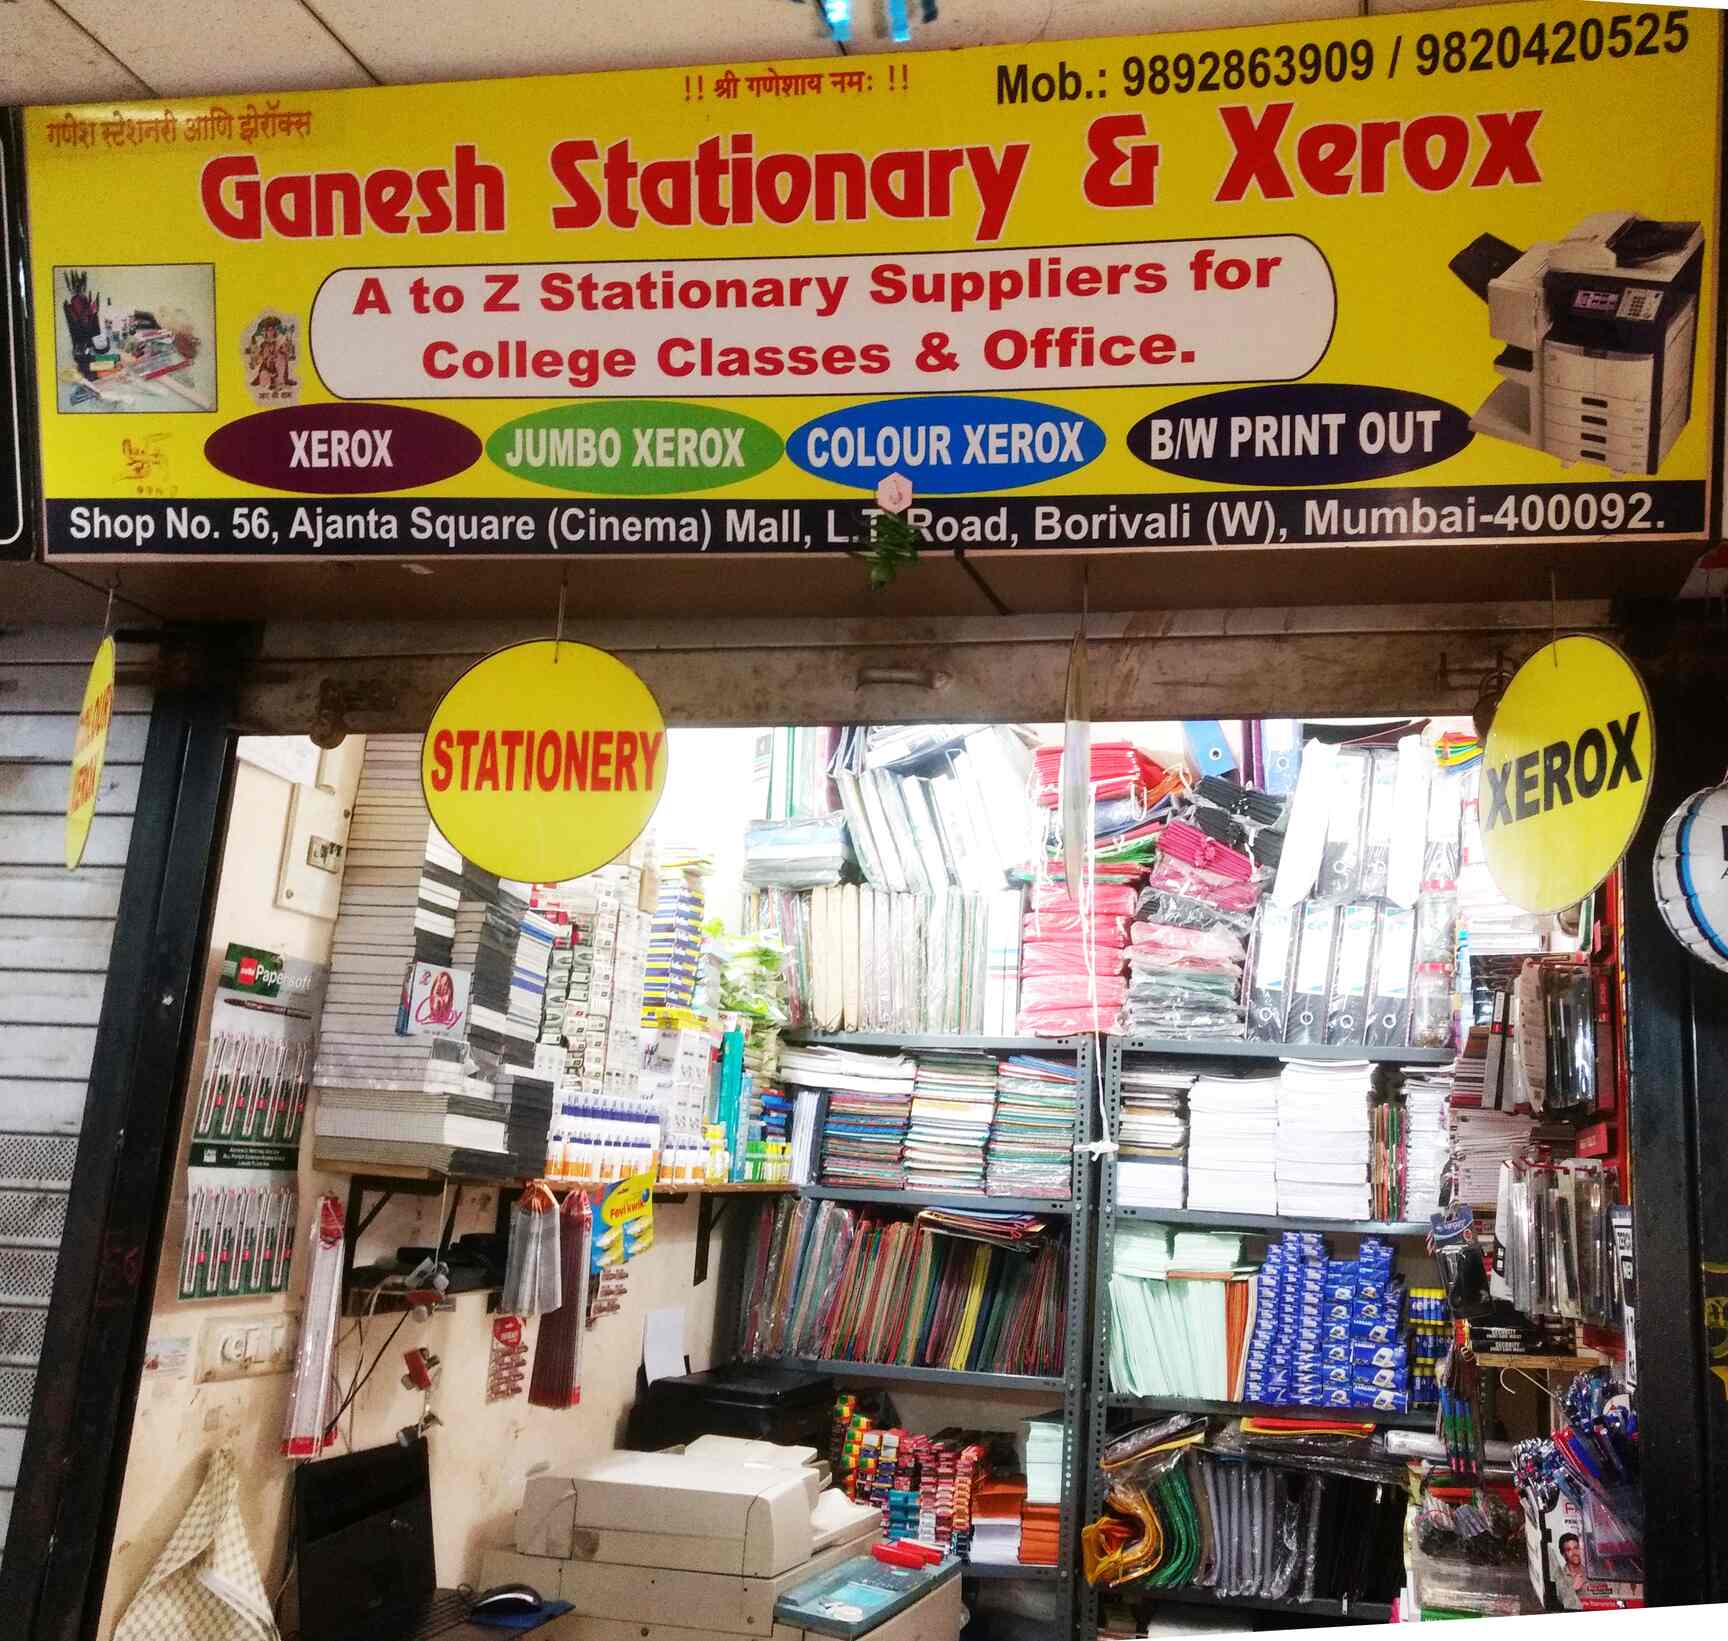 !! श्री गणेशाय नमः !!
Mob.: 9892863909 / 9820420525
गणेश स्टेशनरी आणि झेरॉक्स
Ganesh Stationary & Xerox
A to Z Stationary Suppliers for
College Classes & Office.
XEROX
JUMBO XEROX
COLOUR XEROX
B/W PRINT OUT
Shop No. 56, Ajanta Square (Cinema) Mall, L.T. Road, Borivali (W), Mumbai-400092.
STATIONERY
XEROX
Papersoft
Fevi kwik